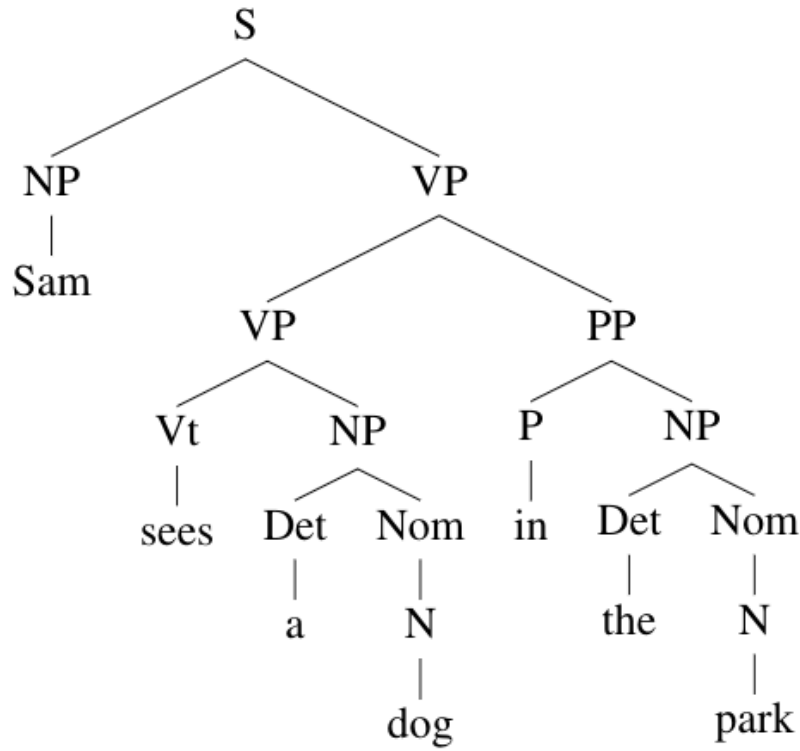 S
NP VP
Sam
VP PP
Vt NP P NP
sees Det Nom in Det Nom
a N the N
dog park